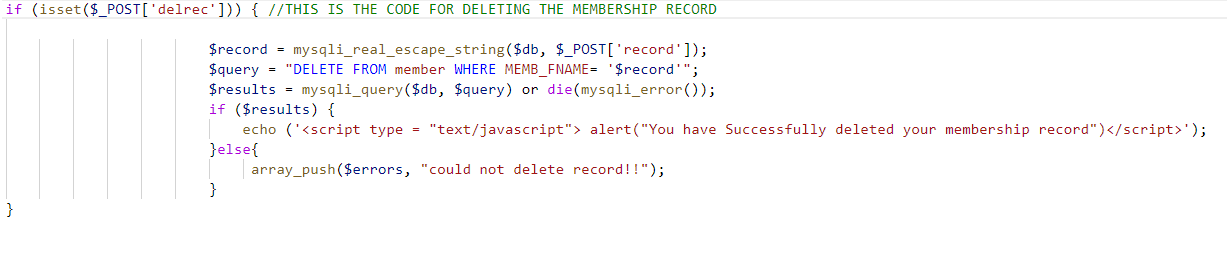 if (isset($_POST['delrec'])) { //THIS IS THE CODE FOR DELETING THE MEMBERSHIP RECORD
$record = mysqli_real_escape_string($db, $_POST['record']);
$query = "DELETE FROM member WHERE MEMB_FNAME= '$record'";
$results = mysqli_query($db, $query) or die(mysqli_error());
if ($results) {
echo ('<script type = "text/javascript"> alert("You have Successfully deleted your membership record")</script>');
}else{
array_push($errors, "could not delete record!!");
}
}